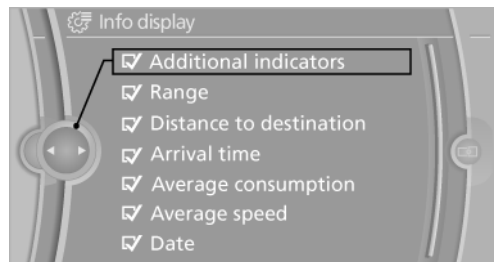 Info display
Additional indicators
Range
Distance to destination
Arrival time
Average consumption
Average speed
Date